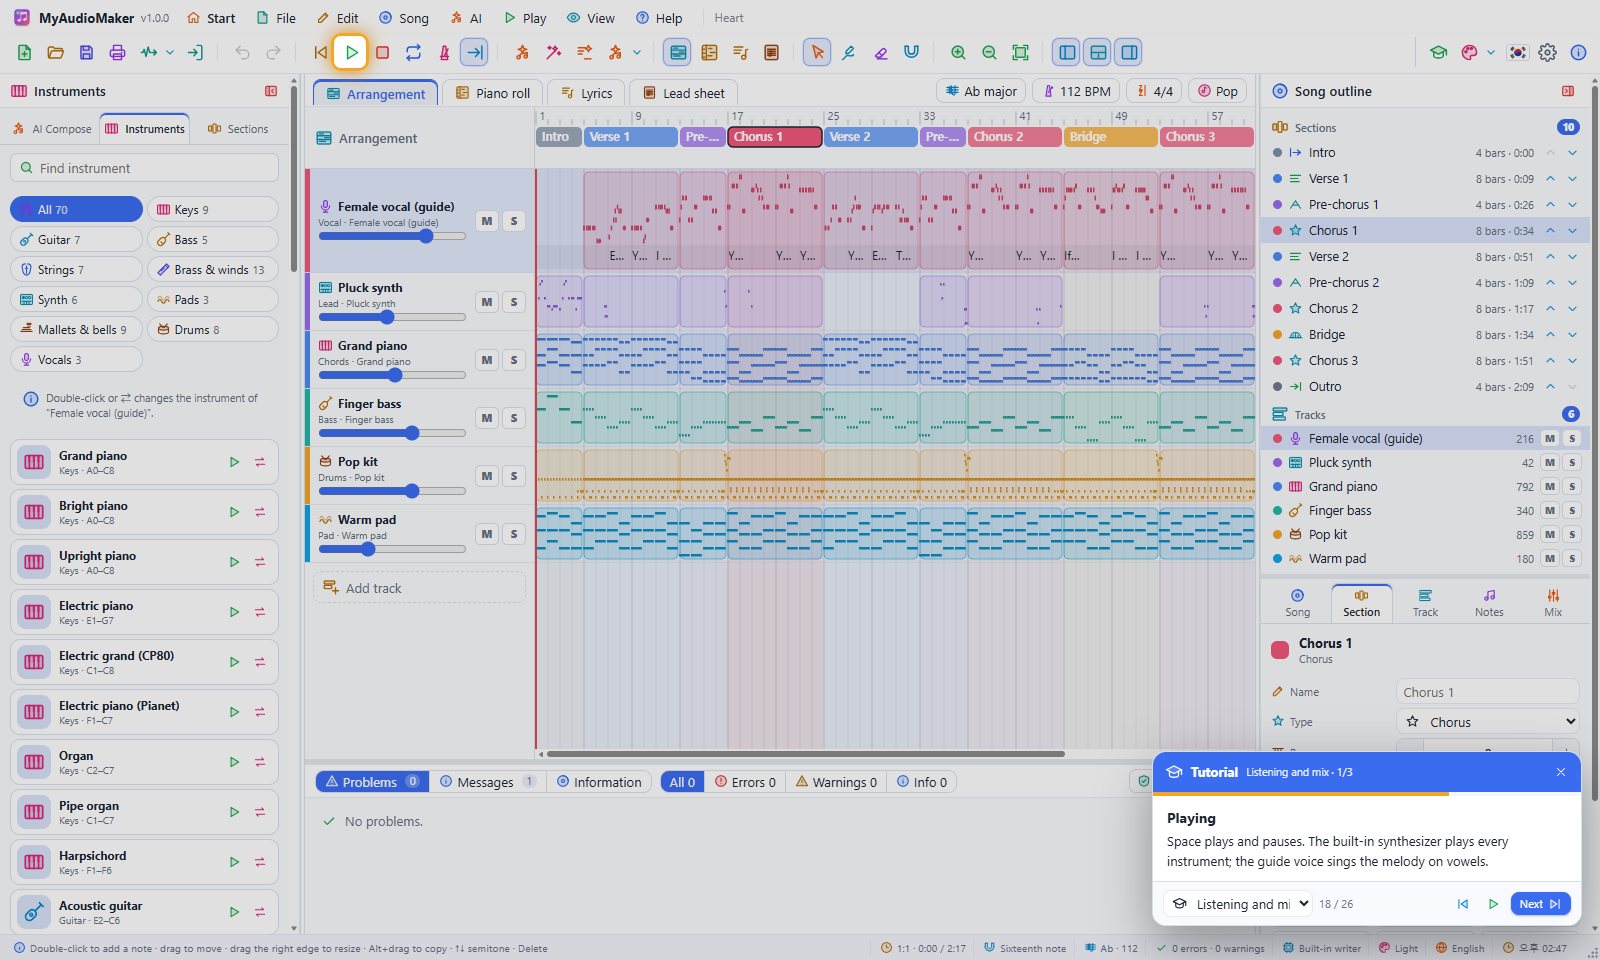 MyAudioMaker v1.0.0 Start File Edit Song AI Play View Help Heart
Instruments
AI Compose Instruments Sections
Find instrument
All 70 Keys 9
Guitar 7 Bass 5
Strings 7 Brass & winds 13
Synth 6 Pads 3
Mallets & bells 9 Drums 8
Vocals 3
Double-click or ⇄ changes the instrument of
"Female vocal (guide)".
Grand piano
Keys · A0–C8
Bright piano
Keys · A0–C8
Upright piano
Keys · A0–C8
Electric piano
Keys · E1–G7
Electric grand (CP80)
Keys · C1–C8
Electric piano (Pianet)
Keys · F1–C7
Organ
Keys · C2–C7
Pipe organ
Keys · C1–C7
Harpsichord
Keys · F1–F6
Acoustic guitar
Guitar · E2–C6
Arrangement Piano roll Lyrics Lead sheet Ab major 112 BPM 4/4 Pop
Arrangement
1 9 17 25 33 41 49 57
Intro Verse 1 Pre-... Chorus 1 Verse 2 Pre-... Chorus 2 Bridge Chorus 3
Female vocal (guide)
Vocal · Female vocal (guide)
M S
E... Y... I ... Y... Y... Y... Y... E... T... Y... Y... Y... If... I ... I ... Y... Y... Y...
Pluck synth
Lead · Pluck synth
M S
Grand piano
Chords · Grand piano
M S
Finger bass
Bass · Finger bass
M S
Pop kit
Drums · Pop kit
M S
Warm pad
Pad · Warm pad
M S
Add track
Problems 0 Messages 1 Information All 0 Errors 0 Warnings 0 Info 0
No problems.
Song outline
Sections 10
Intro 4 bars · 0:00
Verse 1 8 bars · 0:09
Pre-chorus 1 4 bars · 0:26
Chorus 1 8 bars · 0:34
Verse 2 8 bars · 0:51
Pre-chorus 2 4 bars · 1:09
Chorus 2 8 bars · 1:17
Bridge 8 bars · 1:34
Chorus 3 8 bars · 1:51
Outro 4 bars · 2:09
Tracks 6
Female vocal (guide) 216 M S
Pluck synth 42 M S
Grand piano 792 M S
Finger bass 340 M S
Pop kit 859 M S
Warm pad 180 M S
Song Section Track Notes Mix
Chorus 1
Chorus
Name Chorus 1
Type Chorus
Tutorial Listening and mix · 1/3
Playing
Space plays and pauses. The built-in synthesizer plays every
instrument; the guide voice sings the melody on vowels.
Listening and mi 18 / 26 Next
Double-click to add a note · drag to move · drag the right edge to resize · Alt+drag to copy · ↑↓ semitone · Delete
1:1 · 0:00 / 2:17 Sixteenth note Ab · 112 0 errors · 0 warnings Built-in writer Light English 오후 02:47